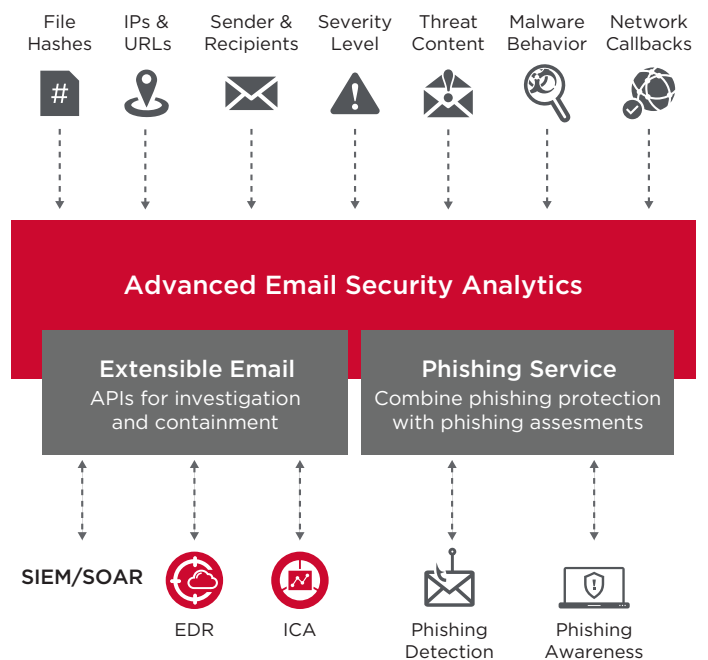 File
Hashes
IPs &
URLs
Sender &
Recipients
Severity
Level
Threat
Content
Malware
Behavior
Network
Callbacks
#
Advanced Email Security Analytics
Extensible Email
APIs for investigation
and containment
Phishing Service
Combine phishing protection
with phishing assesments
SIEM/SOAR
EDR
ICA
Phishing
Detection
Phishing
Awareness